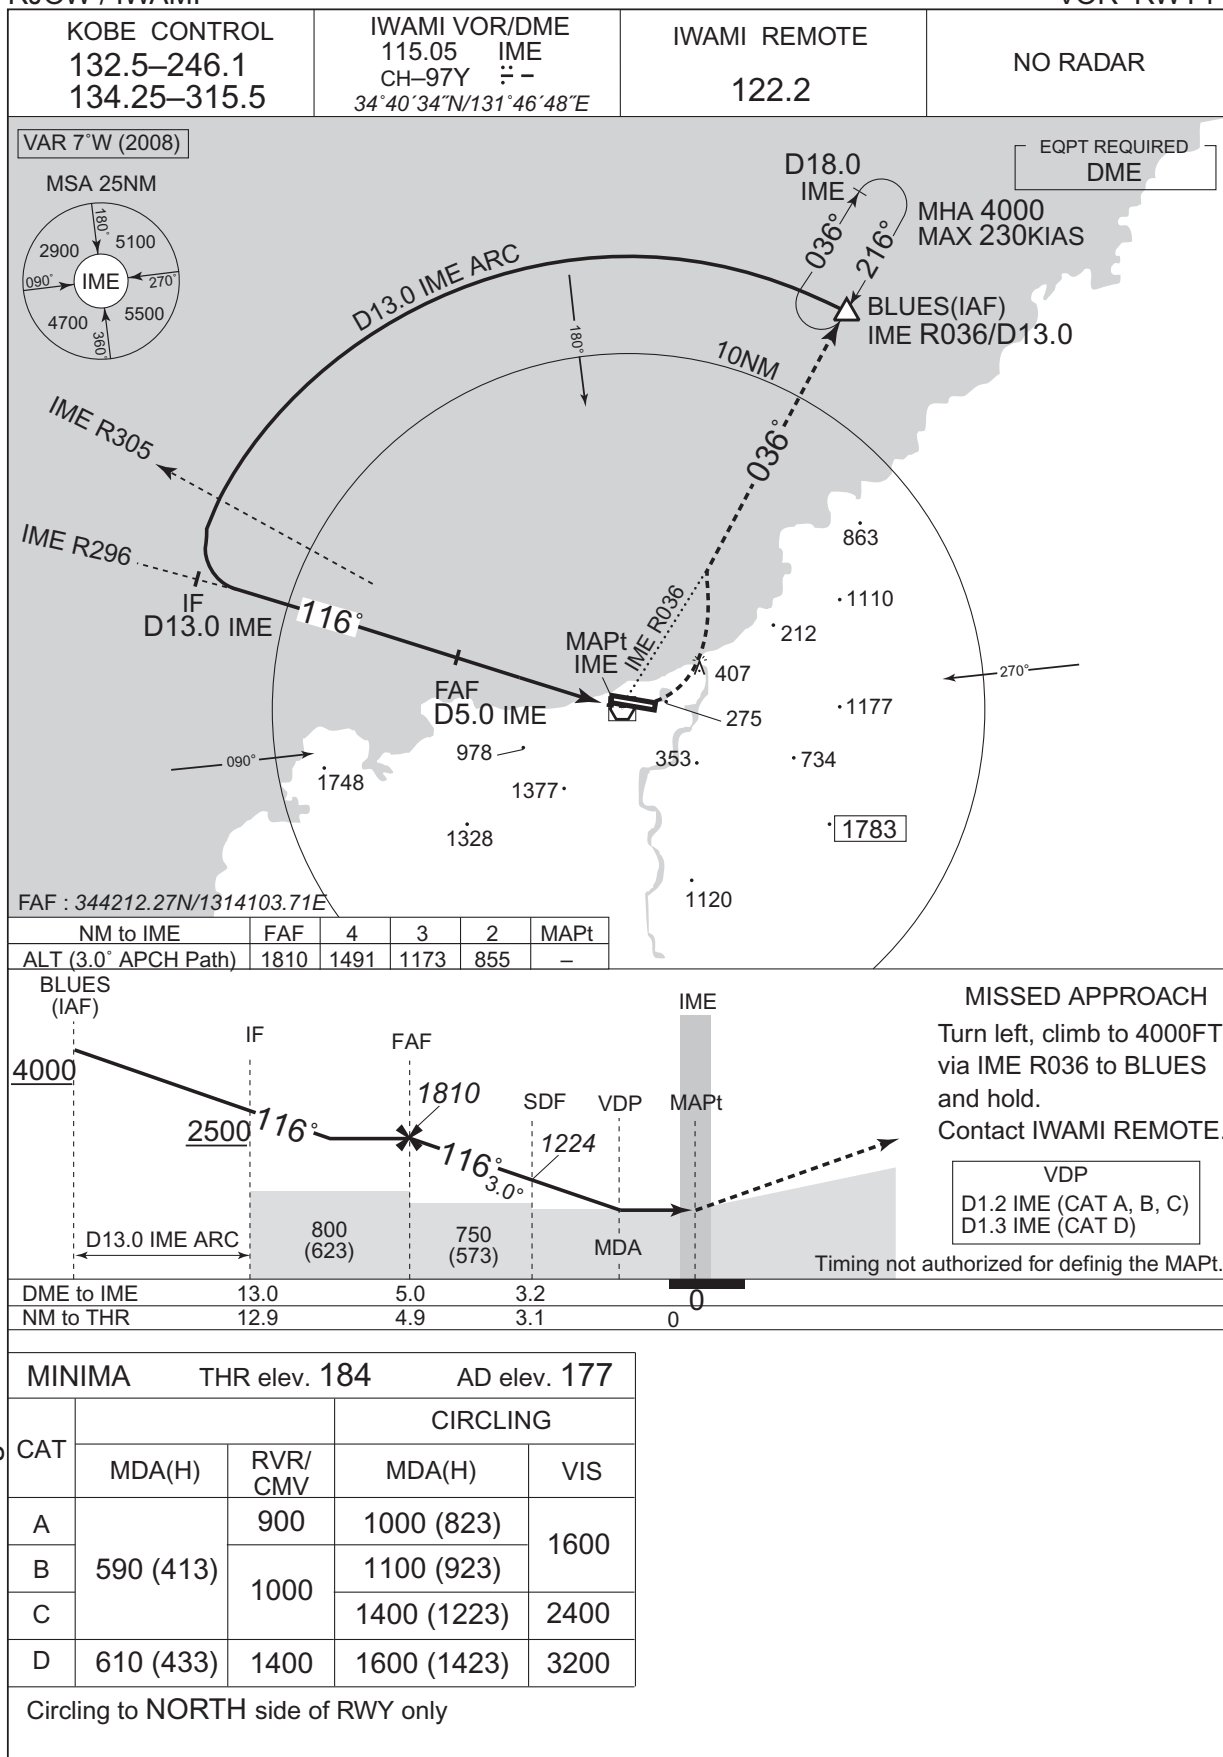 KOBE CONTROL
132.5–246.1
134.25–315.5
IWAMI VOR/DME
115.05 IME
CH–97Y
34°40´34˝N/131°46´48˝E
IWAMI REMOTE
122.2
NO RADAR
VAR 7°W (2008)
MSA 25NM
180°
2900
5100
090°
IME
270°
4700
5500
360°
EQPT REQUIRED
DME
D18.0
IME
036°
216°
MHA 4000
MAX 230KIAS
D13.0 IME ARC
180°
BLUES(IAF)
IME R036/D13.0
10NM
IME R305
036°
IME R296
863
IF
D13.0 IME
116°
1110
IME R036
MAPt
IME
212
407
270°
FAF
D5.0 IME
275
1177
978
090°
353
734
1748
1377
1328
1783
1120
FAF : 344212.27N/1314103.71E
NM to IME FAF 4 3 2 MAPt
ALT (3.0° APCH Path) 1810 1491 1173 855 –
BLUES
(IAF)
IF
FAF
IME
MISSED APPROACH
Turn left, climb to 4000FT
via IME R036 to BLUES
and hold.
Contact IWAMI REMOTE.
4000
1810
SDF
VDP
MAPt
2500
116°
1224
116°
3.0°
VDP
D1.2 IME (CAT A, B, C)
D1.3 IME (CAT D)
D13.0 IME ARC
800
(623)
750
(573)
MDA
Timing not authorized for definig the MAPt.
DME to IME 13.0 5.0 3.2 0
NM to THR 12.9 4.9 3.1 0
MINIMA THR elev. 184 AD elev. 177
CAT
CIRCLING
MDA(H)
RVR/
CMV
MDA(H)
VIS
A 590 (413) 900 1000 (823) 1600
B 1000 1100 (923)
C 1400 (1223) 2400
D 610 (433) 1400 1600 (1423) 3200
Circling to NORTH side of RWY only